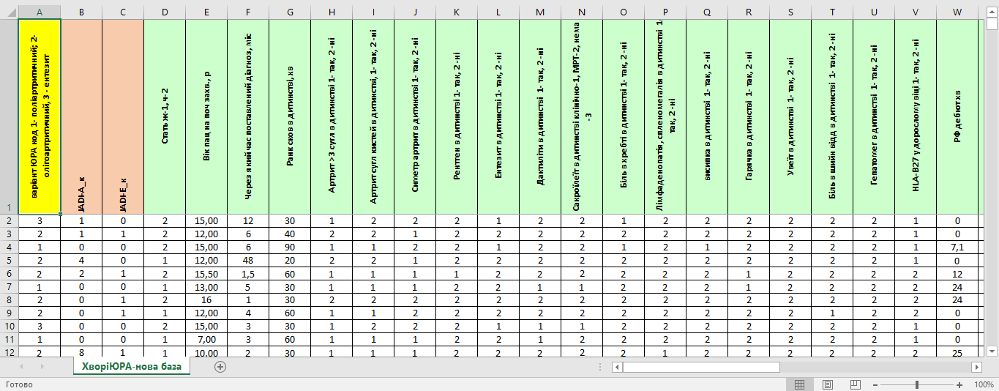 A B C D E F G H I J K L M N O P Q R S T U V W
1 варіант ЮРА код 1- поліартритичний; 2- олігоартритичний, 3 - ентезит JADI-A_к JADI-E_к Стать ж-1, ч-2 Вік пац на поч захв., р Через який час поставлений діагноз, міс Ранк сков в дитинстві, хв Артрит >3 сугл в дитинстві 1- так, 2 -ні Артрит сугл кистей в дитинстві, 1- так, 2 -ні Симетр артрит в дитинстві 1- так, 2 -ні Рентген в дитинстві 1- так, 2 -ні Ентезит в дитинстві 1- так, 2 -ні Дактиліти в дитинстві 1- так, 2 -ні Сакроїлеїт в дитинстві клінічно-1, МРТ-2, нема -3 Біль в хребті в дитинстві 1- так, 2 -ні Лімфаденопатія, спленометалія в дитинстві 1 так, 2 -ні висипка в дитинстві 1- так, 2 -ні Гарячка в дитинстві 1- так, 2 -ні Увеїт в дитинстві 1- так, 2 -ні Біль в шийн відд в дитинстві 1- так, 2 -ні Гепатомег в дитинстві 1- так, 2 -ні HLA-B27 у дорослому віці 1- так, 2 -ні РФ дебют хв
2 3 1 0 2 15,00 12 30 1 2 2 2 1 2 2 1 2 2 2 2 2 2 1 0
3 2 1 1 2 12,00 6 40 2 2 1 2 2 2 2 2 2 2 2 2 2 2 1 0
4 1 0 0 2 15,00 6 90 1 1 2 2 1 2 2 1 2 1 2 2 2 2 1 7,1
5 2 4 0 1 12,00 48 20 2 2 1 2 2 2 2 2 2 2 2 2 2 2 1 0
6 2 2 1 2 15,50 1,5 60 1 1 1 1 2 2 2 2 2 2 1 2 2 2 2 12
7 1 0 0 1 13,00 5 30 1 1 1 2 2 1 1 2 2 2 1 2 2 2 1 24
8 2 0 1 2 16 1 30 2 2 2 2 2 2 2 2 2 2 2 2 2 2 2 24
9 2 0 1 1 12,00 4 60 1 1 2 2 2 2 2 2 2 2 2 2 1 2 2 0
10 3 0 0 2 15,00 3 30 1 2 2 2 1 1 1 2 2 2 2 2 2 2 1 0
11 1 0 0 1 7,00 3 60 1 1 1 2 2 1 2 2 2 2 2 2 2 2 1 0
12 2 8 1 1 10,00 2 30 1 1 1 2 2 2 2 2 1 2 2 2 2 2 2 25
ХворіЮРА-нова база
Готово 100%